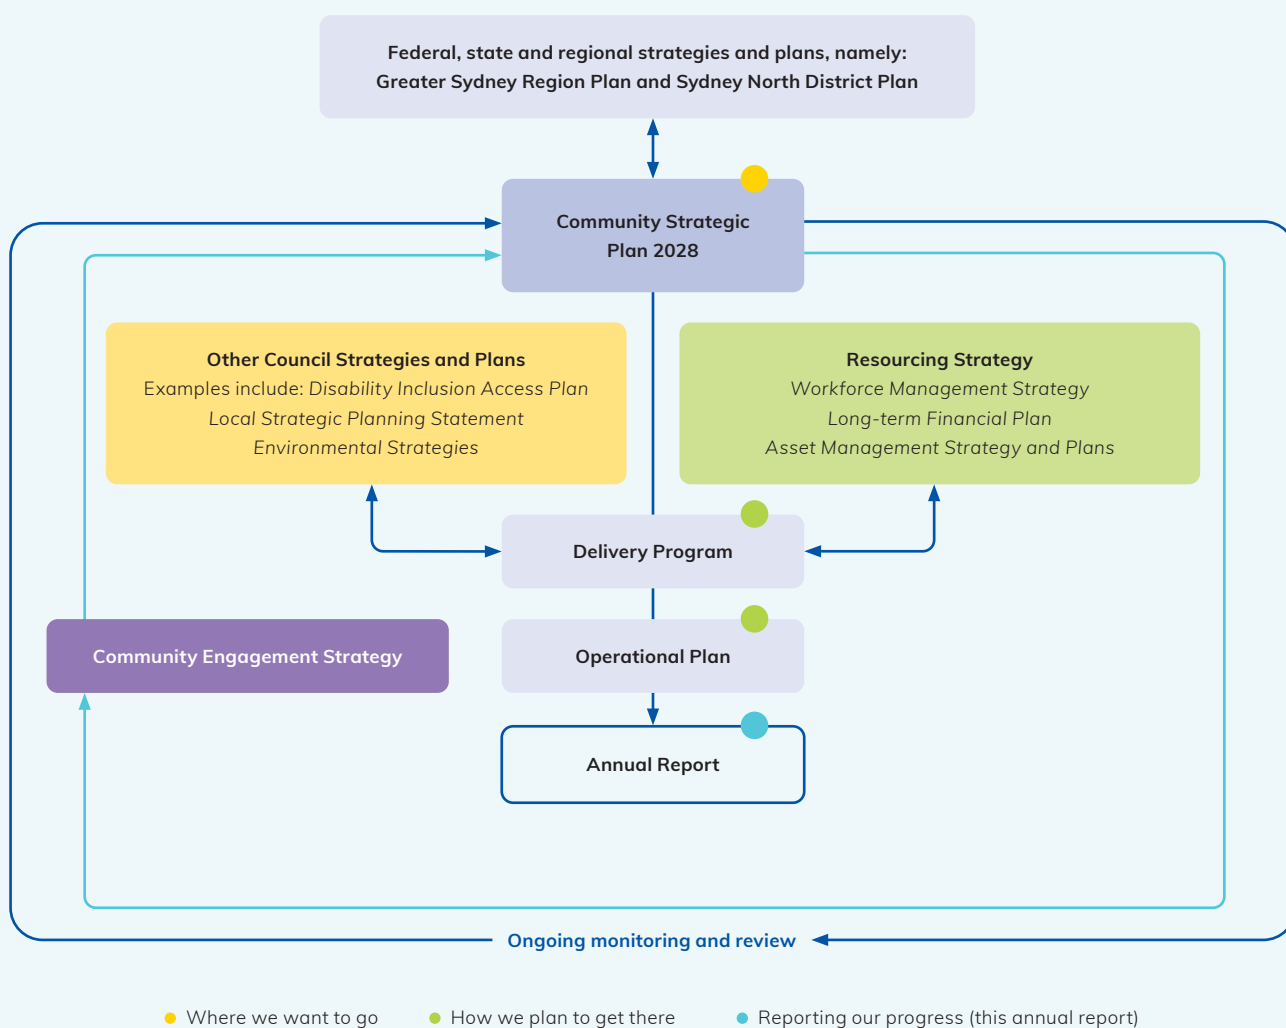 Federal, state and regional strategies and plans, namely:
Greater Sydney Region Plan and Sydney North District Plan
Community Strategic
Plan 2028
Other Council Strategies and Plans
Examples include: Disability Inclusion Access Plan
Local Strategic Planning Statement
Environmental Strategies
Resourcing Strategy
Workforce Management Strategy
Long-term Financial Plan
Asset Management Strategy and Plans
Delivery Program
Community Engagement Strategy
Operational Plan
Annual Report
Ongoing monitoring and review
Where we want to go
How we plan to get there
Reporting our progress (this annual report)